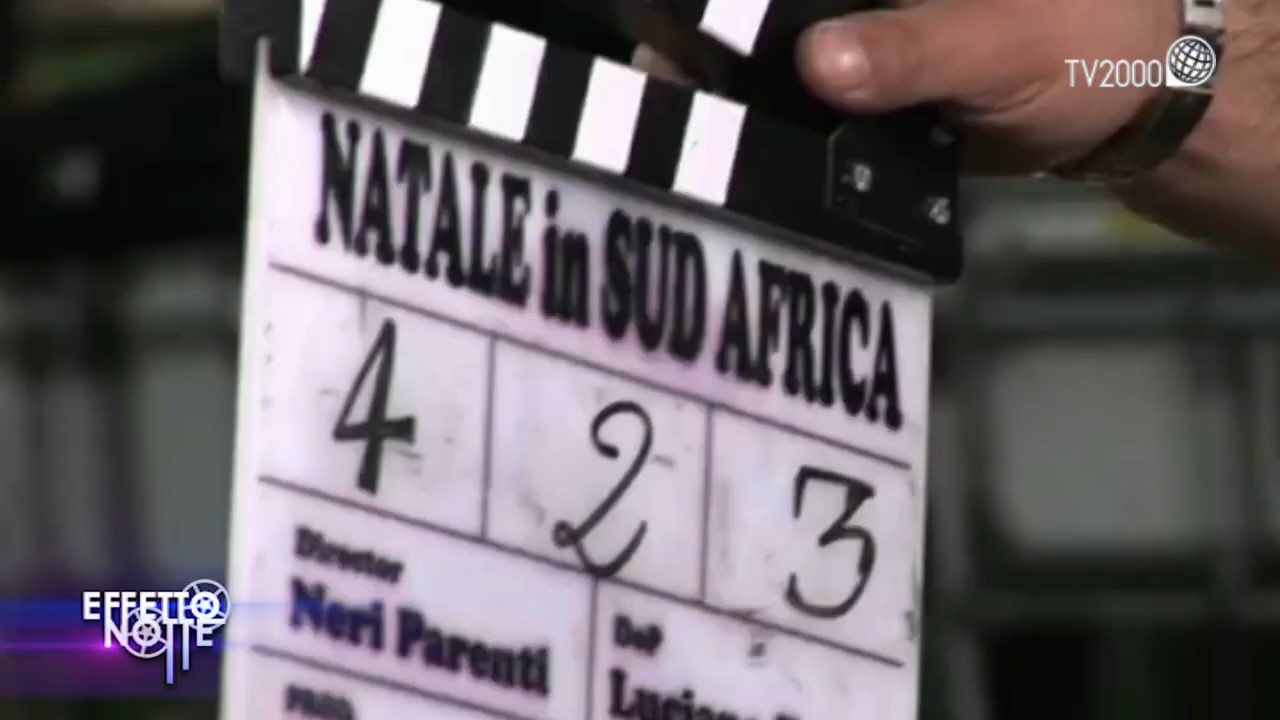 TV2000
NATALE in SUD AFRICA
4 2 3
Director
Neri Parenti
DoP
EFFETTO
NOTTE